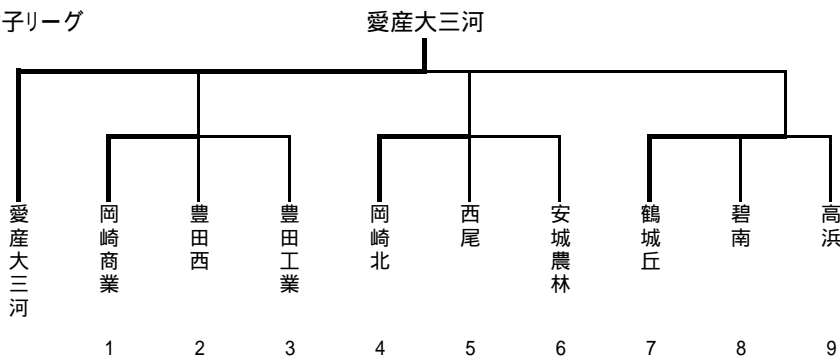 子リーグ
愛産大三河
愛産大三河
岡崎商業
豊田西
豊田工業
岡崎北
西尾
安城農林
鶴城丘
碧南
高浜
1 2 3 4 5 6 7 8 9